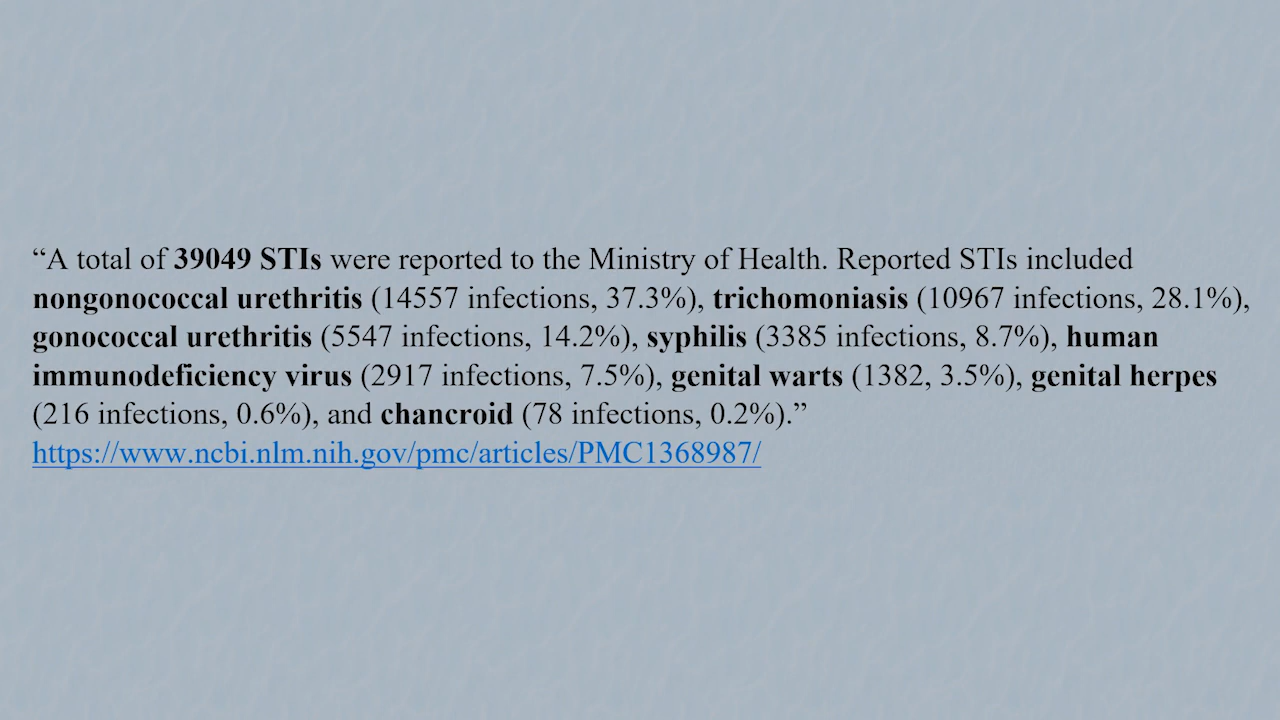 “A total of 39049 STIs were reported to the Ministry of Health. Reported STIs included
nongonococcal urethritis (14557 infections, 37.3%), trichomoniasis (10967 infections, 28.1%),
gonococcal urethritis (5547 infections, 14.2%), syphilis (3385 infections, 8.7%), human
immunodeficiency virus (2917 infections, 7.5%), genital warts (1382, 3.5%), genital herpes
(216 infections, 0.6%), and chancroid (78 infections, 0.2%).”
https://www.ncbi.nlm.nih.gov/pmc/articles/PMC1368987/